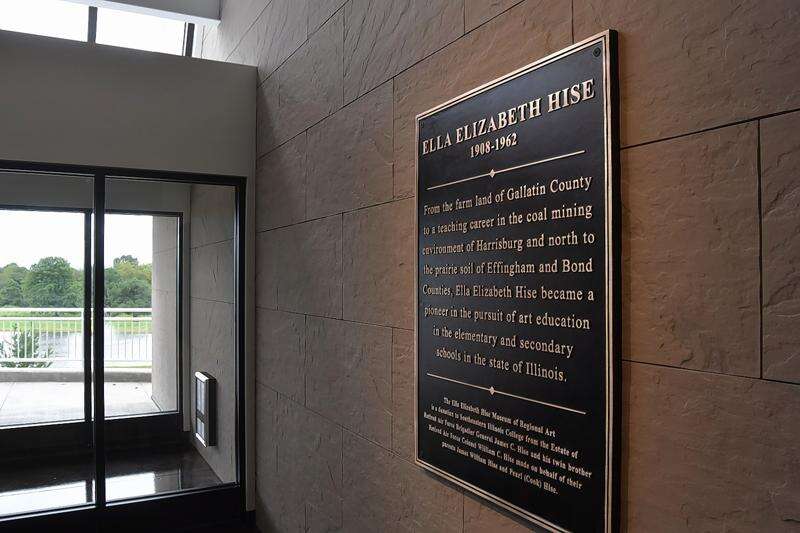 ELLA ELIZABETH HISE
1908-1962
From the farm land of Gallatin County
to a teaching career in the coal mining
environment of Harrisburg and north to
the prairie soil of Effingham and Bond
Counties, Ella Elizabeth Hise became a
pioneer in the pursuit of art education
in the elementary and secondary
schools in the state of Illinois.
The Ella Elizabeth Hise Museum of Regional Art
is a donation to Southeastern Illinois College from the Estate of
Retired Air Force Brigadier General James C. Hise and his twin brother
Retired Air Force Colonel William C. Hise made on behalf of their
parents James William Hise and Pearl (Cook) Hise.